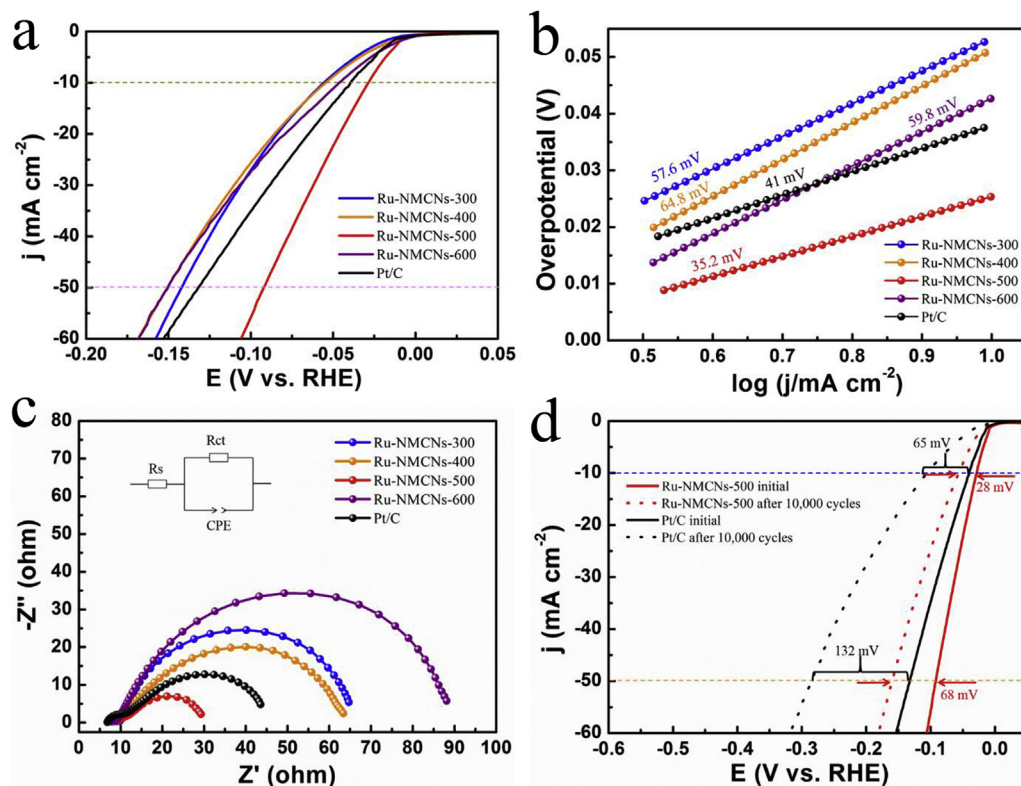 a
0
-10
-20
-30
-40
-50
-60
j (mA cm-2)
-0.20
-0.15
-0.10
-0.05
0.00
0.05
E (V vs. RHE)
Ru-NMCNs-300
Ru-NMCNs-400
Ru-NMCNs-500
Ru-NMCNs-600
Pt/C
b
0.05
0.04
0.03
0.02
0.01
0.00
Overpotential (V)
57.6 mV
64.8 mV
41 mV
59.8 mV
35.2 mV
Ru-NMCNs-300
Ru-NMCNs-400
Ru-NMCNs-500
Ru-NMCNs-600
Pt/C
0.5
0.6
0.7
0.8
0.9
1.0
log (j/mA cm-2)
c
80
70
60
50
40
30
20
10
0
-Z'' (ohm)
Rs
Rct
CPE
Ru-NMCNs-300
Ru-NMCNs-400
Ru-NMCNs-500
Ru-NMCNs-600
Pt/C
0
10
20
30
40
50
60
70
80
90
100
Z' (ohm)
d
0
-10
-20
-30
-40
-50
-60
j (mA cm-2)
65 mV
28 mV
Ru-NMCNs-500 initial
Ru-NMCNs-500 after 10,000 cycles
Pt/C initial
Pt/C after 10,000 cycles
132 mV
68 mV
-0.6
-0.5
-0.4
-0.3
-0.2
-0.1
0.0
E (V vs. RHE)